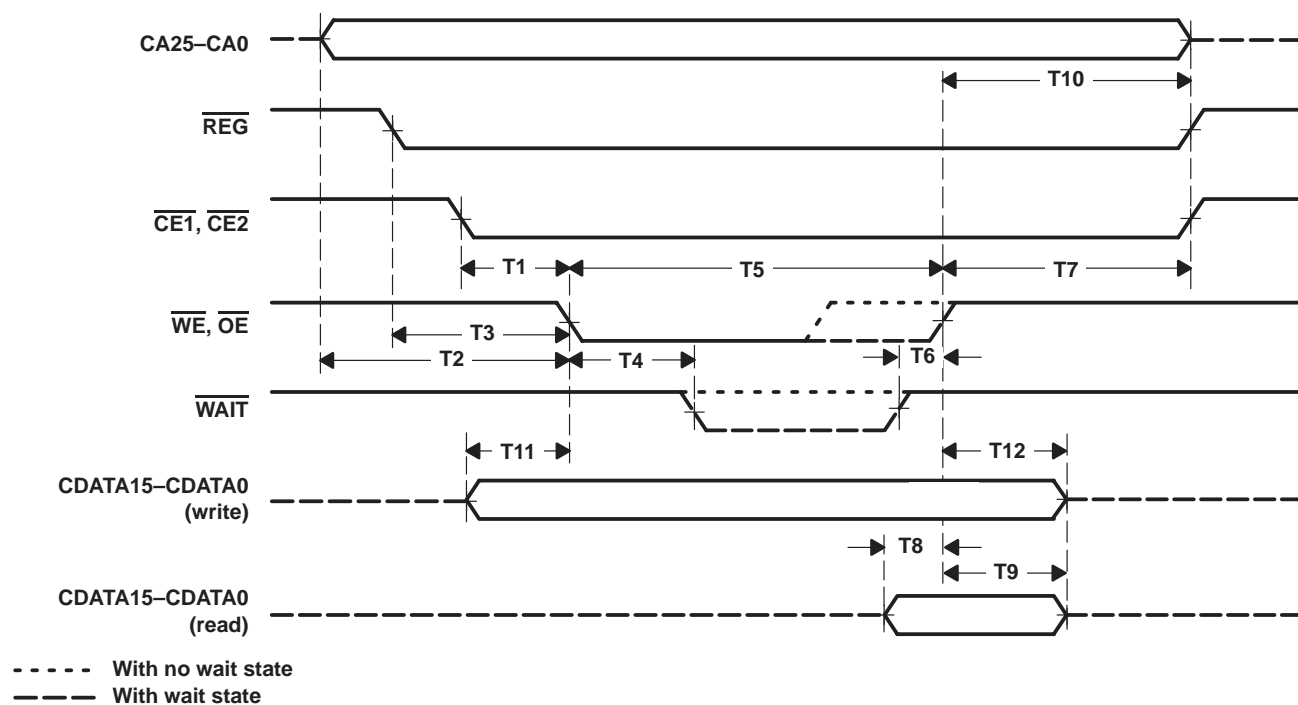 CA25–CA0
T10
REG
CE1, CE2
T1
T5
T7
WE, OE
T3
T2
T4
T6
WAIT
T11
T12
CDATA15–CDATA0
(write)
T8
T9
CDATA15–CDATA0
(read)
With no wait state
With wait state